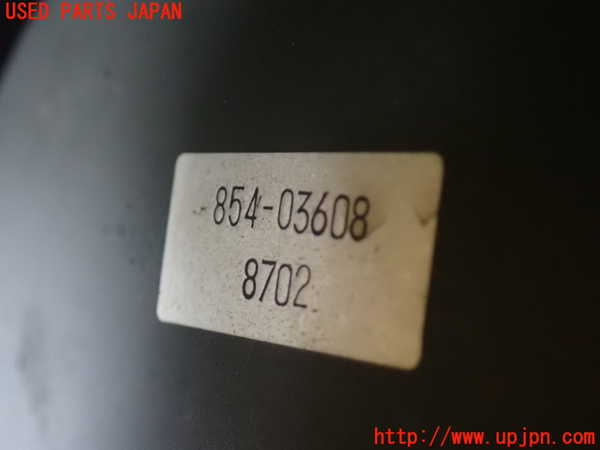 USED PARTS JAPAN
854-03608
8702
http://www.upjpn.com/